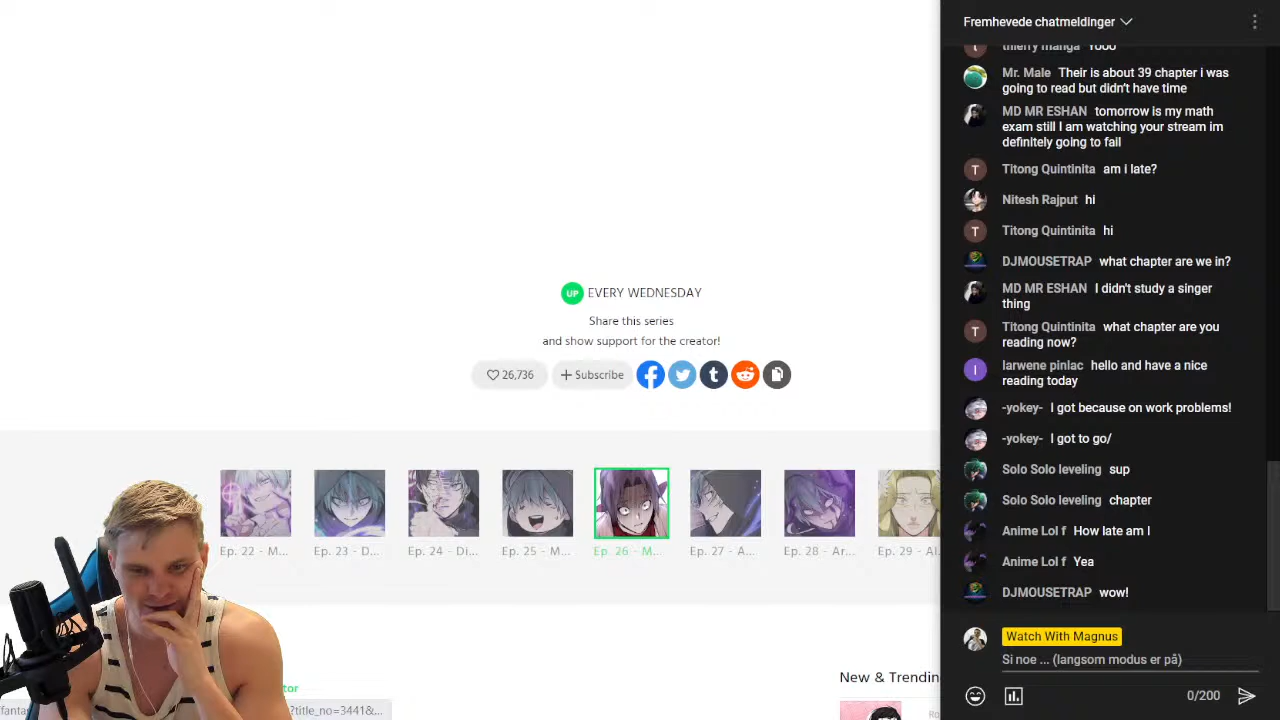 UP EVERY WEDNESDAY
Share this series
and show support for the creator!
26,736
+ Subscribe
Ep. 22 - M...
Ep. 23 - D...
Ep. 24 - Di...
Ep. 25 - M...
Ep. 26 - M...
Ep. 27 - A...
Ep. 28 - Ar...
Ep. 29 - Al...
tor
?title_no=3441&...
New & Trendin
Fremhevede chatmeldinger
thierry manga Yooo
Mr. Male Their is about 39 chapter i was
going to read but didn't have time
MD MR ESHAN tomorrow is my math
exam still I am watching your stream im
definitely going to fail
T Titong Quintinita am i late?
Nitesh Rajput hi
T Titong Quintinita hi
DJMOUSETRAP what chapter are we in?
MD MR ESHAN I didn't study a singer
thing
T Titong Quintinita what chapter are you
reading now?
larwene pinlac hello and have a nice
reading today
-yokey- I got because on work problems!
-yokey- I got to go/
Solo Solo leveling sup
Solo Solo leveling chapter
Anime Lol f How late am I
Anime Lol f Yea
DJMOUSETRAP wow!
Watch With Magnus
Si noe ... (langsom modus er på)
0/200